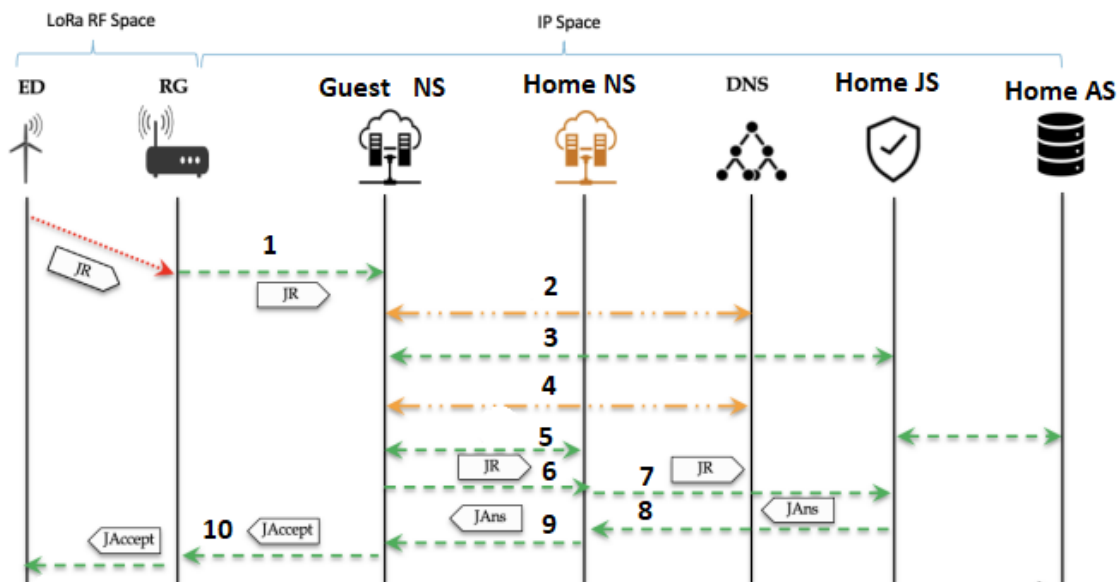 LoRa RF Space
IP Space
ED
RG
Guest NS
Home NS
DNS
Home JS
Home AS
JR
1
JR
2
3
4
5
JR
6
JR
7
JAns
8
JAns
9
10
JAccept
JAccept